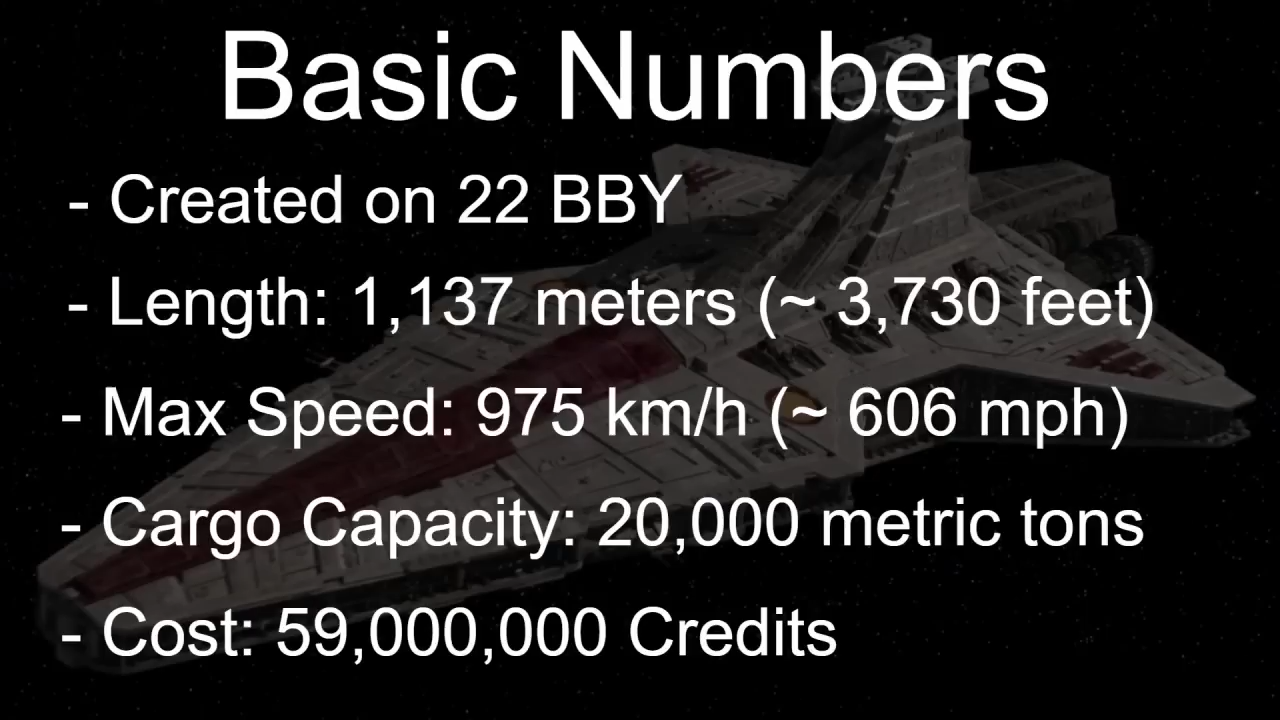 Basic Numbers
- Created on 22 BBY
- Length: 1,137 meters (~ 3,730 feet)
- Max Speed: 975 km/h (~ 606 mph)
- Cargo Capacity: 20,000 metric tons
- Cost: 59,000,000 Credits